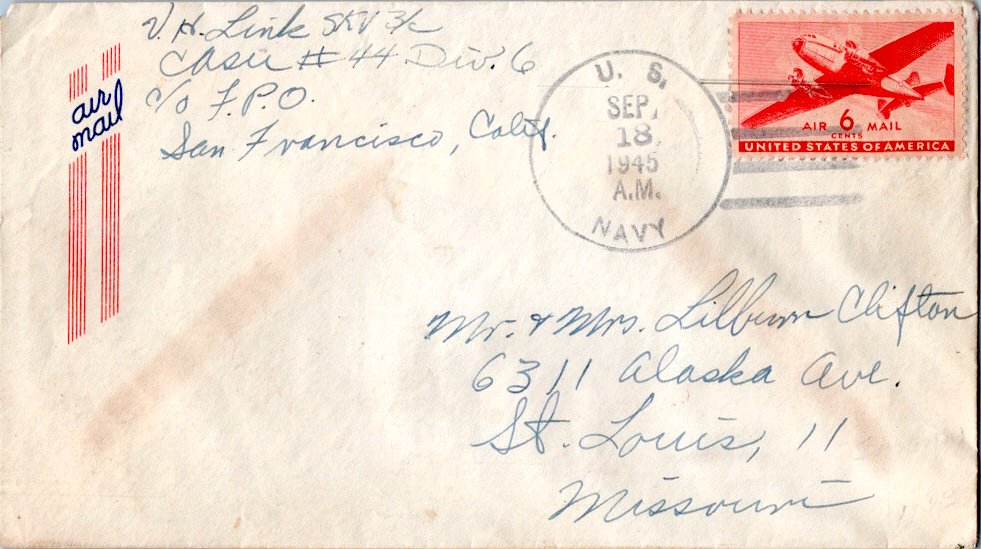 V. H. Link SKV 3/c
CASU # 44 Div. 6
c/o F.P.O.
San Francisco, Calif.
air
mail
U. S.
SEP.
18
1945
A.M.
NAVY
AIR 6 MAIL
CENTS
UNITED STATES OF AMERICA
Mr. & Mrs. Lilburn Clifton
6311 Alaska Ave.
St. Louis, 11
Missouri